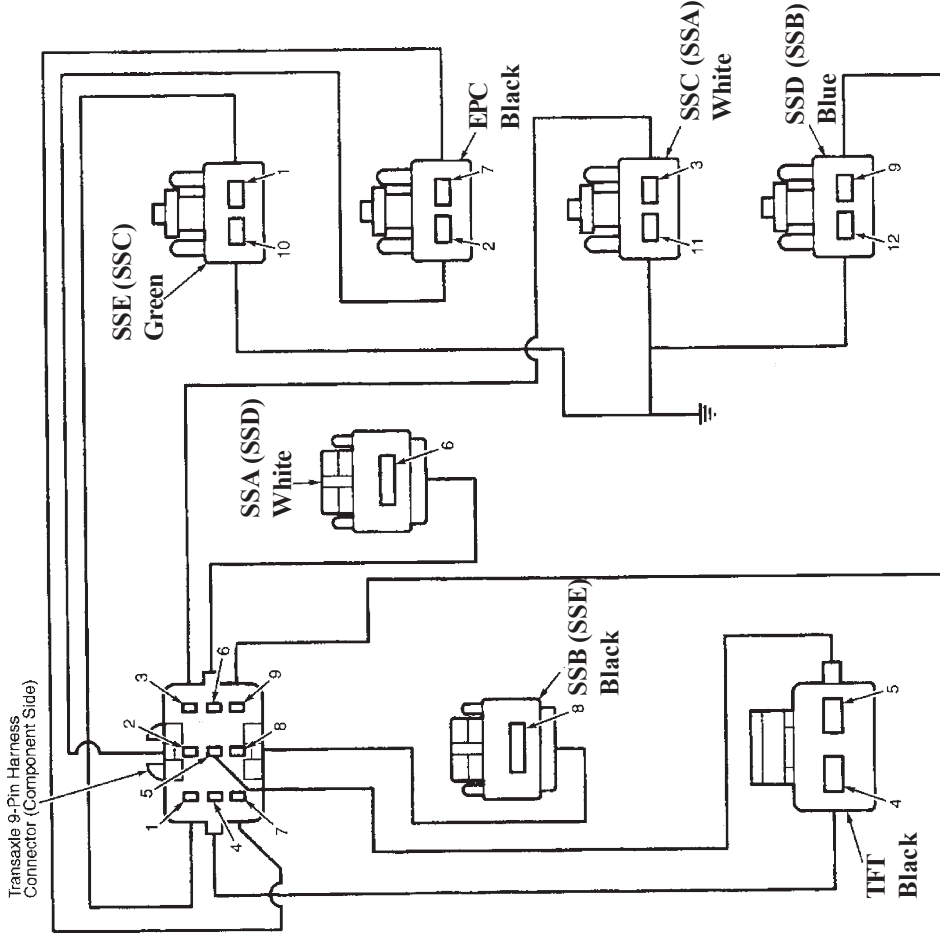 Transaxle 9-Pin Harness
Connector (Component Side)
1
2
3
4
5
6
7
8
9
SSE (SSC)
Green
10
1
EPC
Black
2
7
SSC (SSA)
White
11
3
SSD (SSB)
Blue
12
9
SSA (SSD)
White
6
SSB (SSE)
Black
8
TFT
Black
4
5